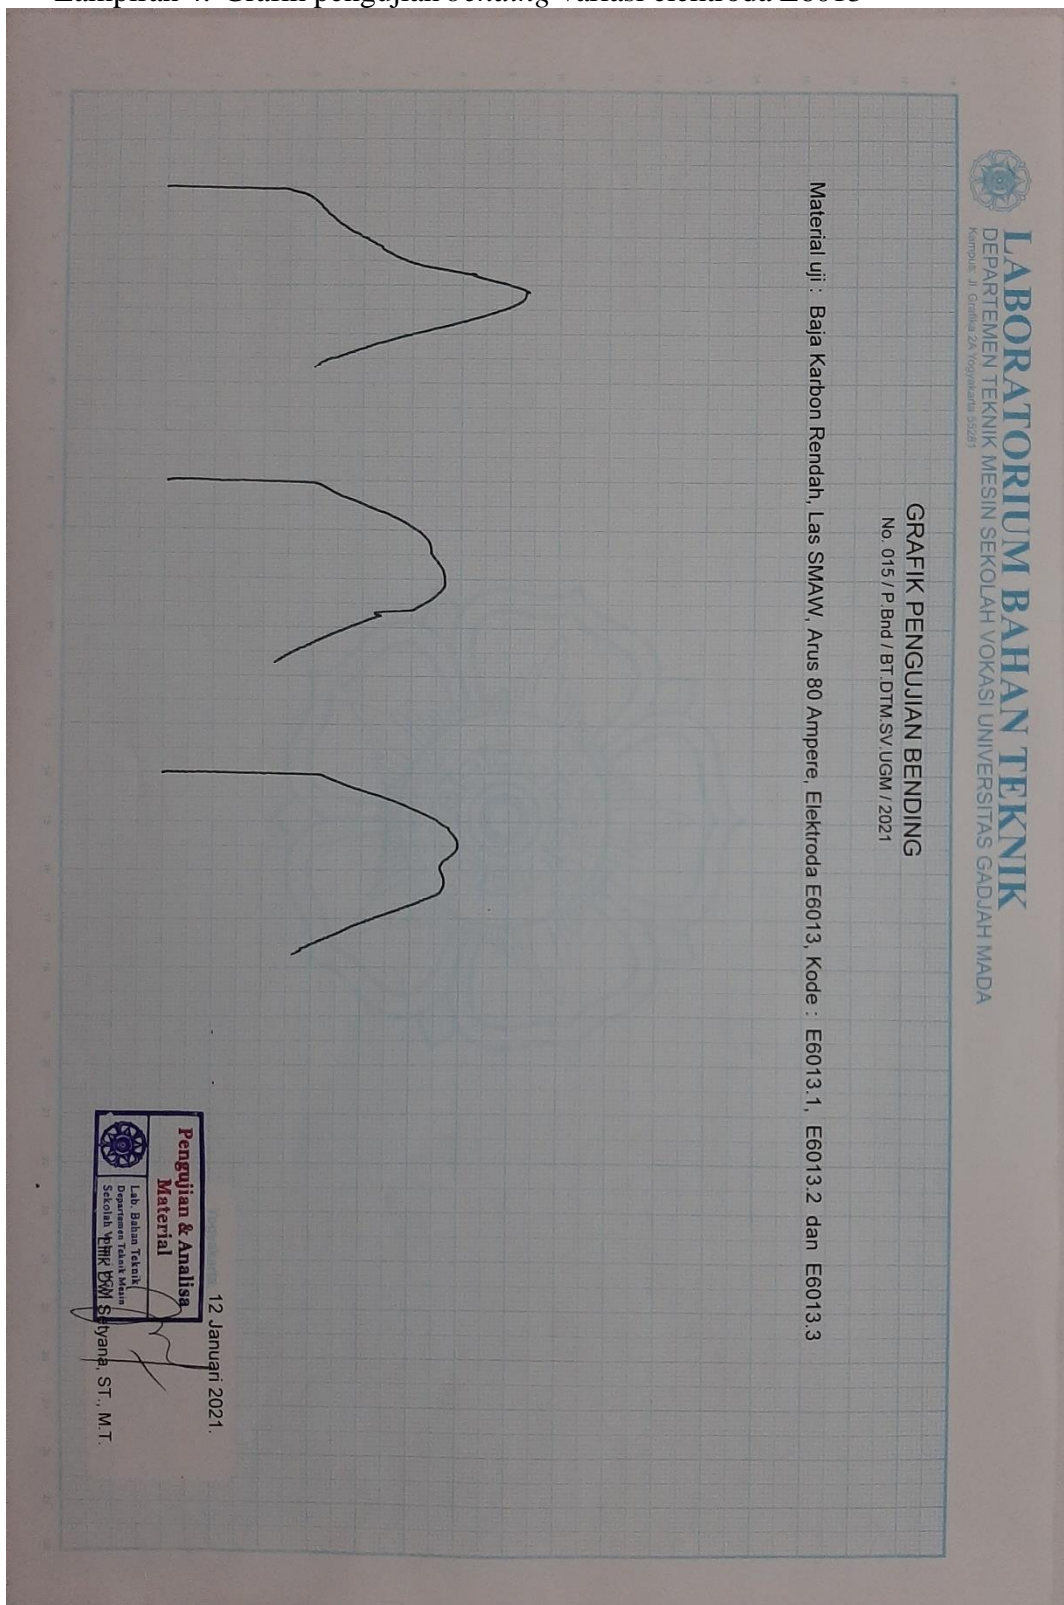 Lampiran 4. Grafik pengujian bending variasi elektroda E6013
LABORATORIUM BAHAN TEKNIK
DEPARTEMEN TEKNIK MESIN SEKOLAH VOKASI UNIVERSITAS GADJAH MADA
Kampus: Jl. Grafika 2A Yogyakarta 55281
GRAFIK PENGUJIAN BENDING
No. 015 / P.Bnd / BT.DTM.SV.UGM / 2021
Material uji : Baja Karbon Rendah, Las SMAW, Arus 80 Ampere, Elektroda E6013, Kode : E6013.1, E6013.2 dan E6013.3
12 Januari 2021.
Pengujian & Analisa
Material
Lab. Bahan Teknik
Departemen Teknik Mesin
Sekolah
Setyana, ST., M.T.